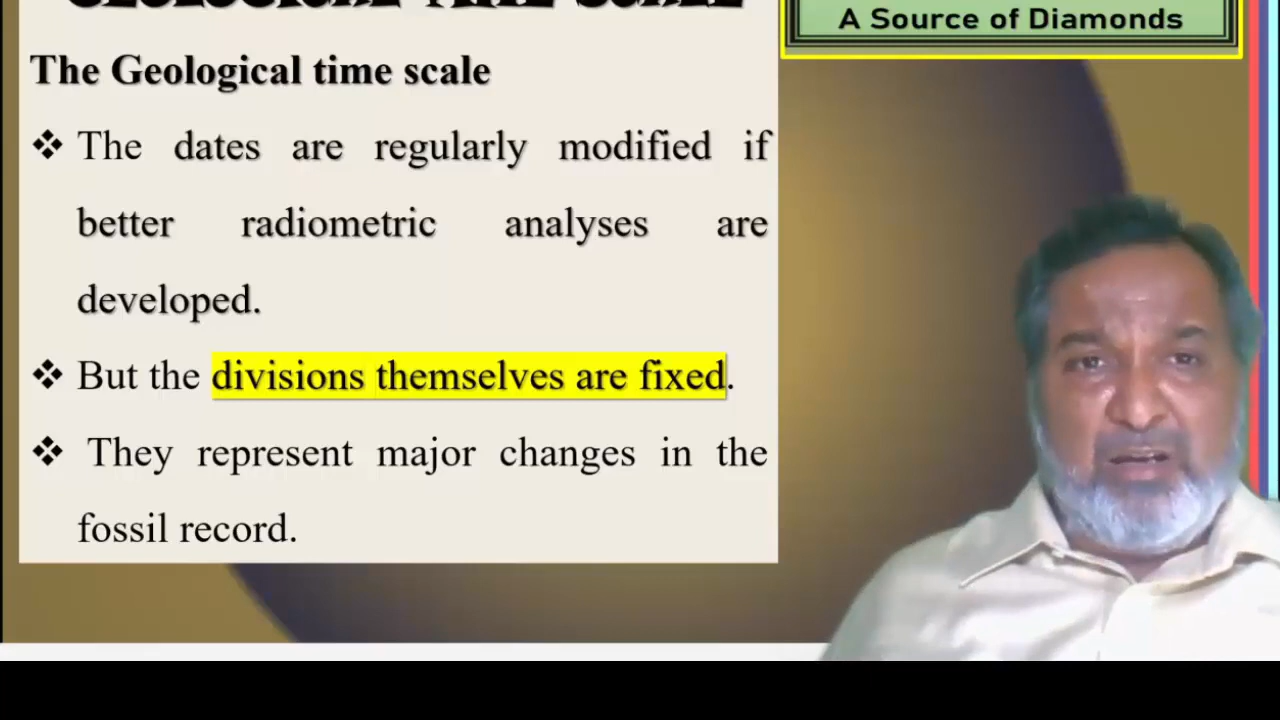 A Source of Diamonds
The Geological time scale
❖ The dates are regularly modified if
better radiometric analyses are
developed.
❖ But the divisions themselves are fixed.
❖ They represent major changes in the
fossil record.